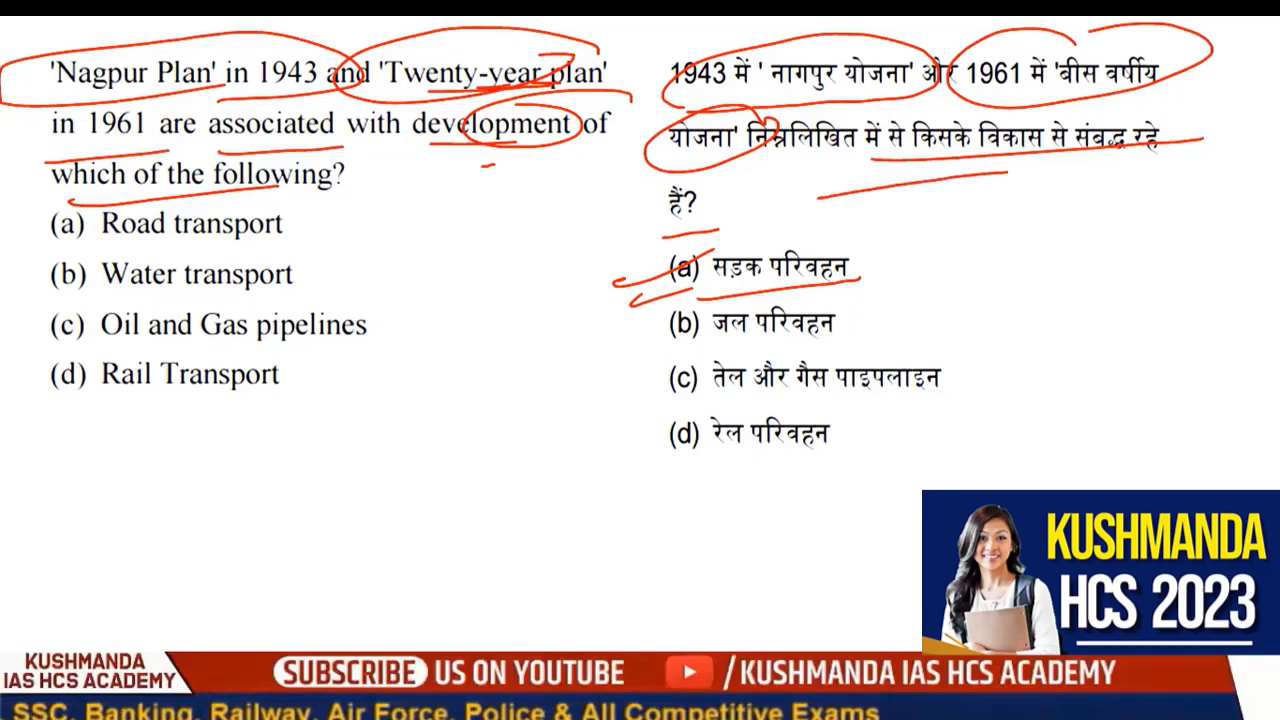 'Nagpur Plan' in 1943 and 'Twenty-year plan'
in 1961 are associated with development of
which of the following?
(a) Road transport
(b) Water transport
(c) Oil and Gas pipelines
(d) Rail Transport
1943 में ' नागपुर योजना' और 1961 में 'बीस वर्षीय
योजना' निम्नलिखित में से किसके विकास से संबद्ध रहे
हैं?
(a) सड़क परिवहन
(b) जल परिवहन
(c) तेल और गैस पाइपलाइन
(d) रेल परिवहन
KUSHMANDA
HCS 2023
KUSHMANDA
IAS HCS ACADEMY
SUBSCRIBE US ON YOUTUBE /KUSHMANDA IAS HCS ACADEMY
SSC, Banking, Railway, Air Force, Police & All Competitive Exams